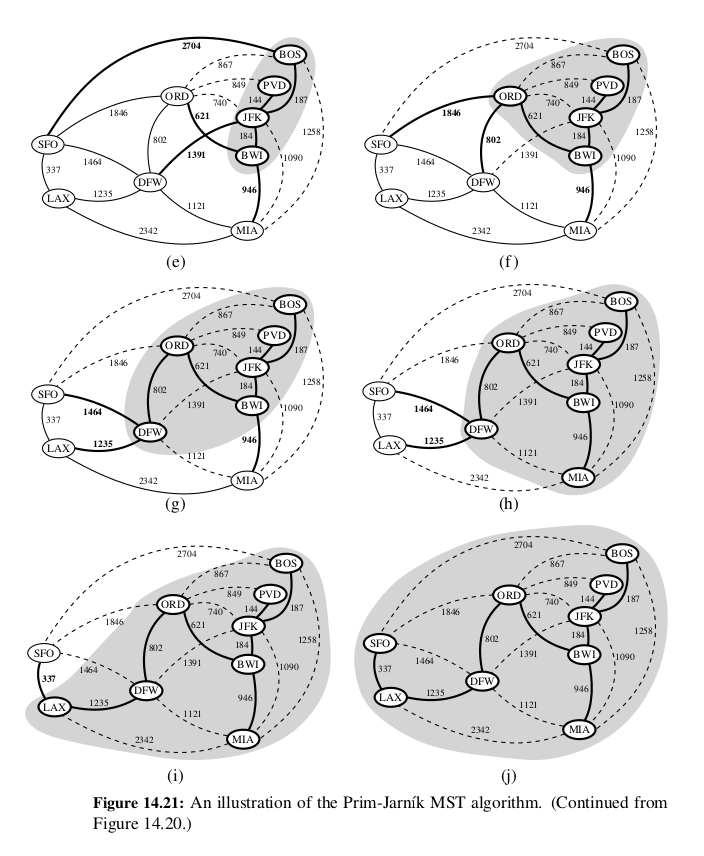 2704
BOS
867
PVD
849
ORD
144
187
740
JFK
1846
621
1258
184
SFO
802
1391
BWI
1090
1464
337
DFW
946
LAX
1235
1121
2342
MIA
(e)
2704
BOS
867
PVD
849
ORD
144
187
740
JFK
1846
621
1258
184
SFO
802
1391
BWI
1090
1464
337
DFW
946
LAX
1235
1121
2342
MIA
(f)
2704
BOS
867
PVD
849
ORD
144
187
740
JFK
1846
621
1258
184
SFO
802
1391
BWI
1090
1464
337
DFW
946
LAX
1235
1121
2342
MIA
(g)
2704
BOS
867
PVD
849
ORD
144
187
740
JFK
1846
621
1258
184
SFO
802
1391
BWI
1090
1464
337
DFW
946
LAX
1235
1121
2342
MIA
(h)
2704
BOS
867
PVD
849
ORD
144
187
740
JFK
1846
621
1258
184
SFO
802
1391
BWI
1090
1464
337
DFW
946
LAX
1235
1121
2342
MIA
(i)
2704
BOS
867
PVD
849
ORD
144
187
740
JFK
1846
621
1258
184
SFO
802
1391
BWI
1090
1464
337
DFW
946
LAX
1235
1121
2342
MIA
(j)
Figure 14.21: An illustration of the Prim-Jarník MST algorithm. (Continued from
Figure 14.20.)